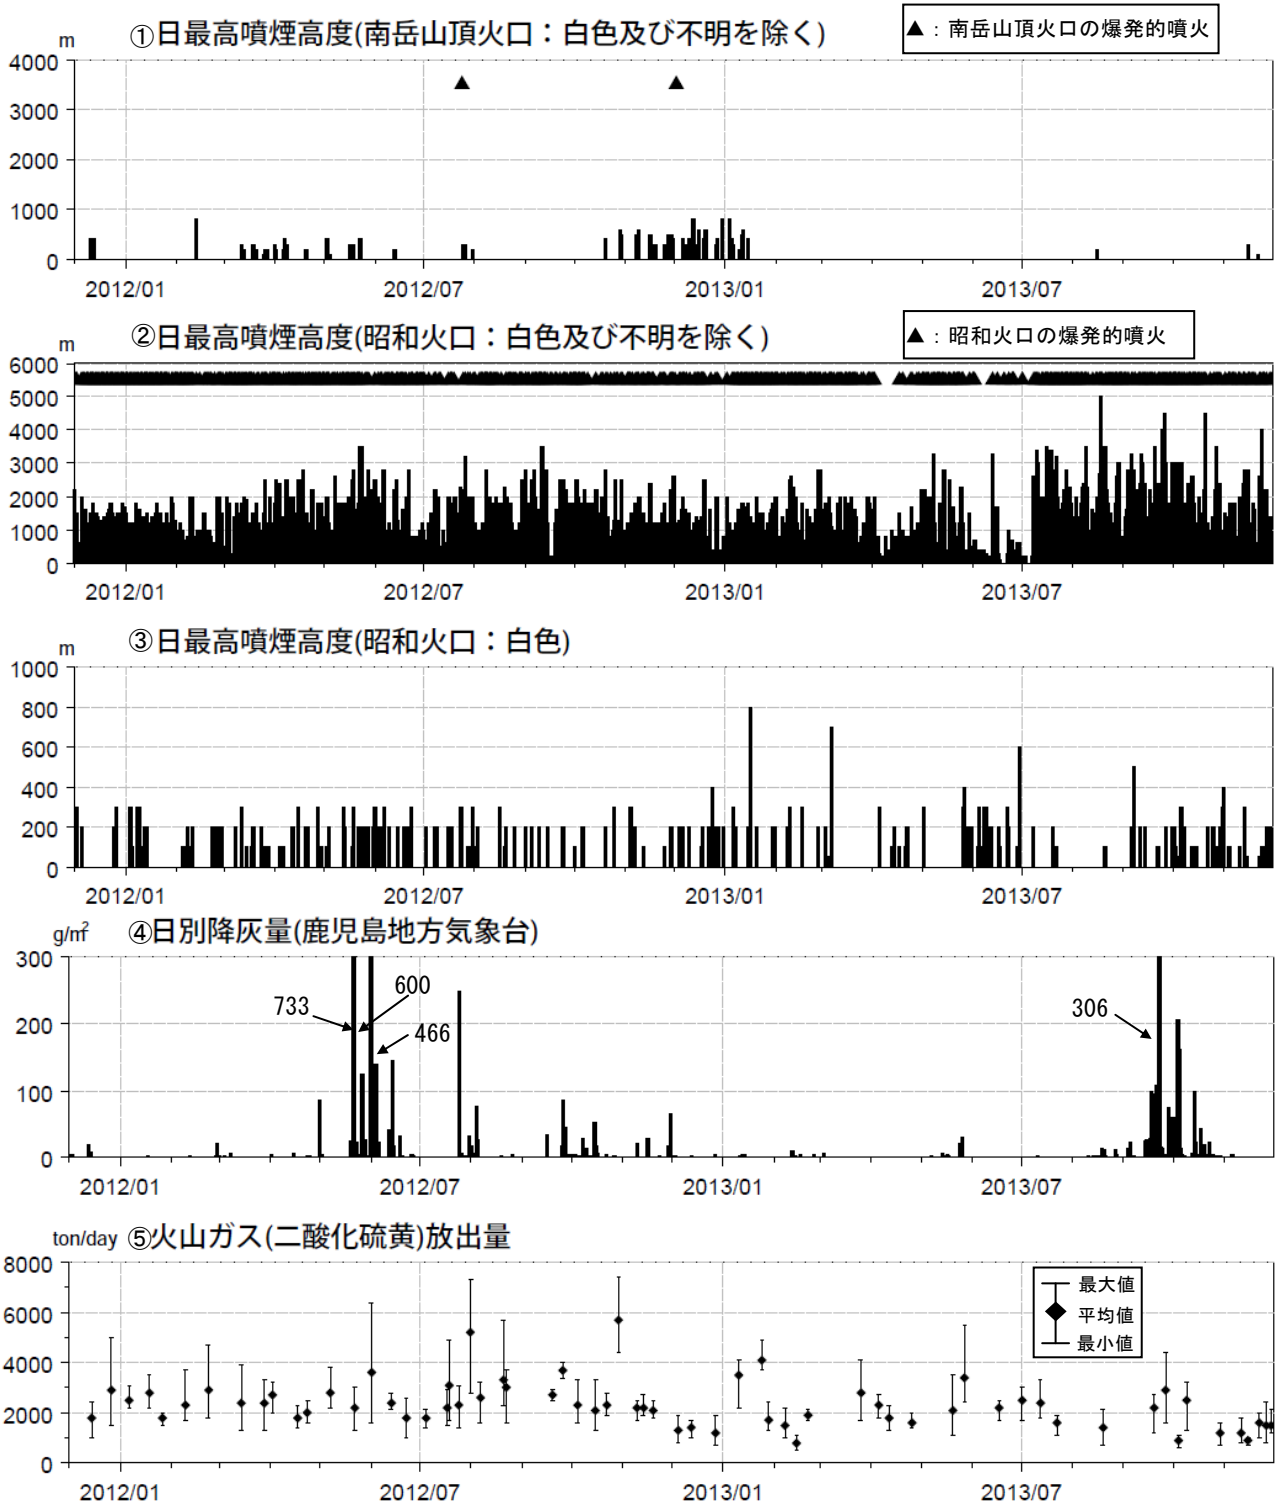 ①日最高噴煙高度(南岳山頂火口：白色及び不明を除く)
▲：南岳山頂火口の爆発的噴火
m
4000
3000
2000
1000
0
2012/01 2012/07 2013/01 2013/07
②日最高噴煙高度(昭和火口：白色及び不明を除く)
▲：昭和火口の爆発的噴火
m
6000
5000
4000
3000
2000
1000
0
2012/01 2012/07 2013/01 2013/07
③日最高噴煙高度(昭和火口：白色)
m
1000
800
600
400
200
0
2012/01 2012/07 2013/01 2013/07
④日別降灰量(鹿児島地方気象台)
g/㎡
300
200
100
0
733
600
466
306
2012/01 2012/07 2013/01 2013/07
ton/day ⑤火山ガス(二酸化硫黄)放出量
8000
6000
4000
2000
0
最大値
平均値
最小値
2012/01 2012/07 2013/01 2013/07